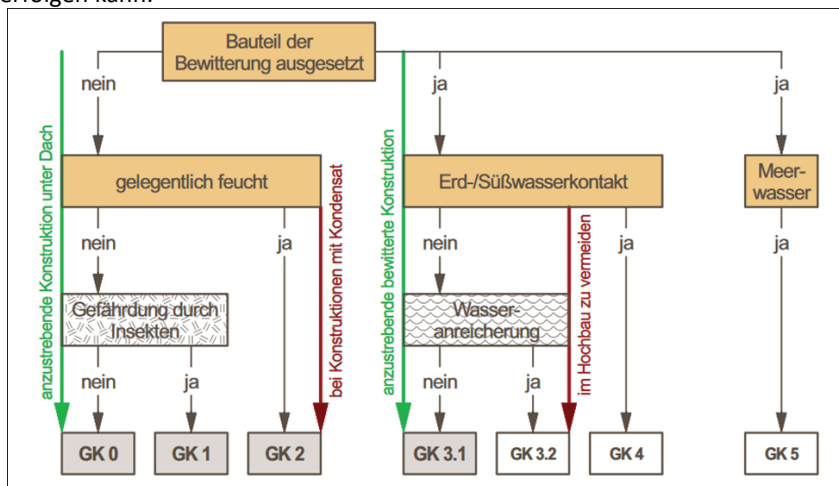 erfolgen kann.
Bauteil der
Bewitterung ausgesetzt
nein
ja
ja
anzustrebende Konstruktion unter Dach
gelegentlich feucht
bei Konstruktionen mit Kondensat
anzustrebende bewitterte Konstruktion
Erd-/Süßwasserkontakt
im Hochbau zu vermeiden
Meer-
wasser
nein
ja
nein
ja
ja
Gefährdung durch
Insekten
Wasser-
anreicherung
nein
ja
nein
ja
GK 0
GK 1
GK 2
GK 3.1
GK 3.2
GK 4
GK 5